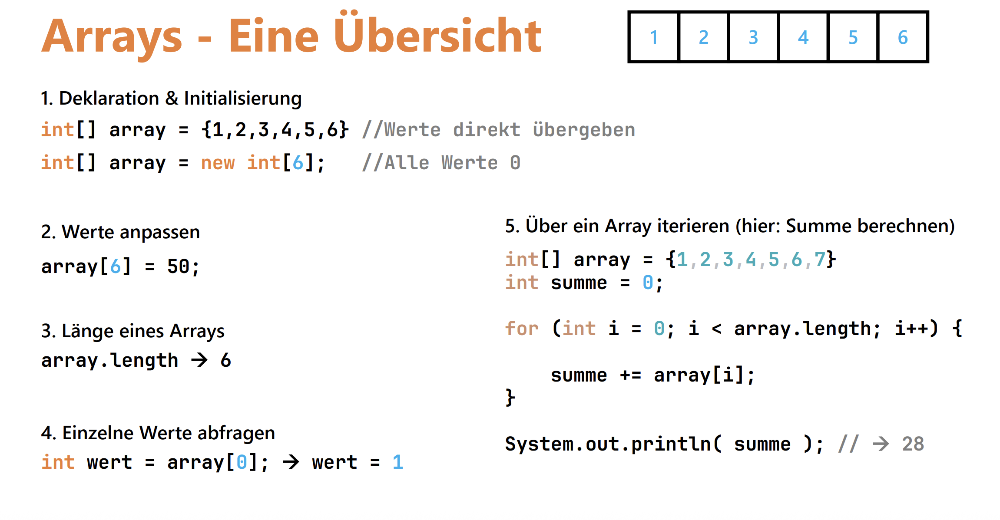 Arrays - Eine Übersicht
1 2 3 4 5 6
1. Deklaration & Initialisierung
int[] array = {1,2,3,4,5,6} //Werte direkt übergeben
int[] array = new int[6]; //Alle Werte 0
2. Werte anpassen
array[6] = 50;
3. Länge eines Arrays
array.length → 6
4. Einzelne Werte abfragen
int wert = array[0]; → wert = 1
5. Über ein Array iterieren (hier: Summe berechnen)
int[] array = {1,2,3,4,5,6,7}
int summe = 0;
for (int i = 0; i < array.length; i++) {
summe += array[i];
}
System.out.println( summe ); // → 28